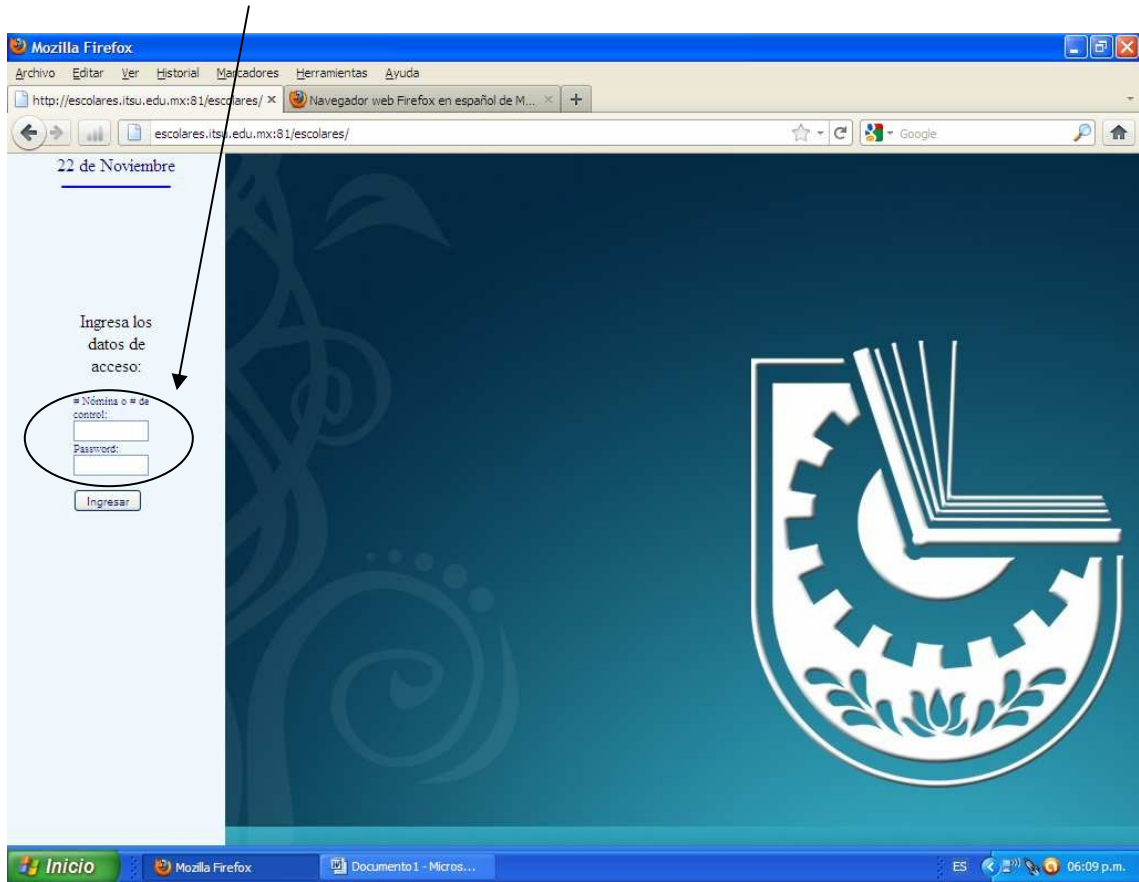 Mozilla Firefox
Archivo Editar Ver Historial Marcadores Herramientas Ayuda
http://escolares.itsu.edu.mx:81/escolares/ Navegador web Firefox en español de M...
escolares.itsu.edu.mx:81/escolares/ Google
22 de Noviembre
Ingresa los
datos de
acceso:
# Nómina o # de
control:
Password:
Ingresar
Inicio Mozilla Firefox Documento1 - Micros... ES 06:09 p.m.